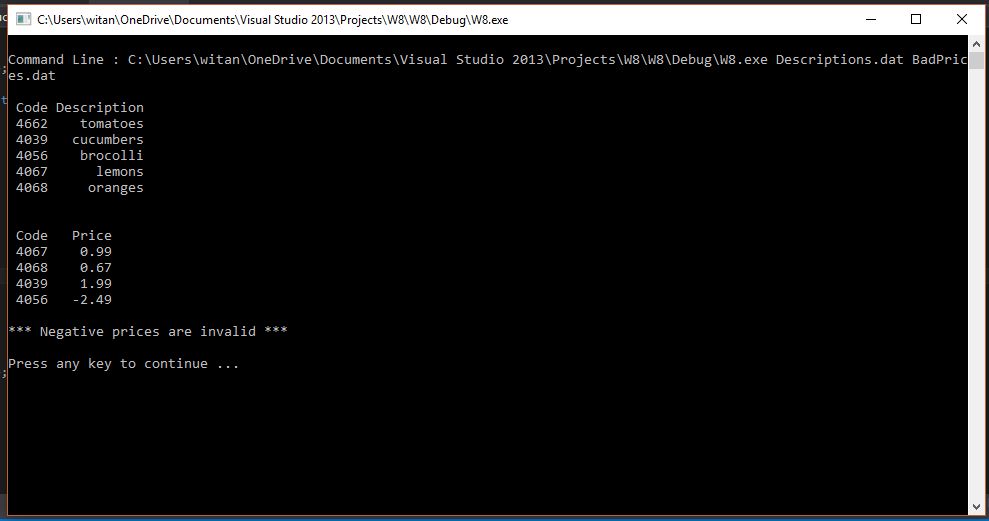 C:\Users\witan\OneDrive\Documents\Visual Studio 2013\Projects\W8\W8\Debug\W8.exe
Command Line : C:\Users\witan\OneDrive\Documents\Visual Studio 2013\Projects\W8\W8\Debug\W8.exe Descriptions.dat BadPric
es.dat
Code Description
4662 tomatoes
4039 cucumbers
4056 brocolli
4067 lemons
4068 oranges
Code Price
4067 0.99
4068 0.67
4039 1.99
4056 -2.49
*** Negative prices are invalid ***
Press any key to continue ...